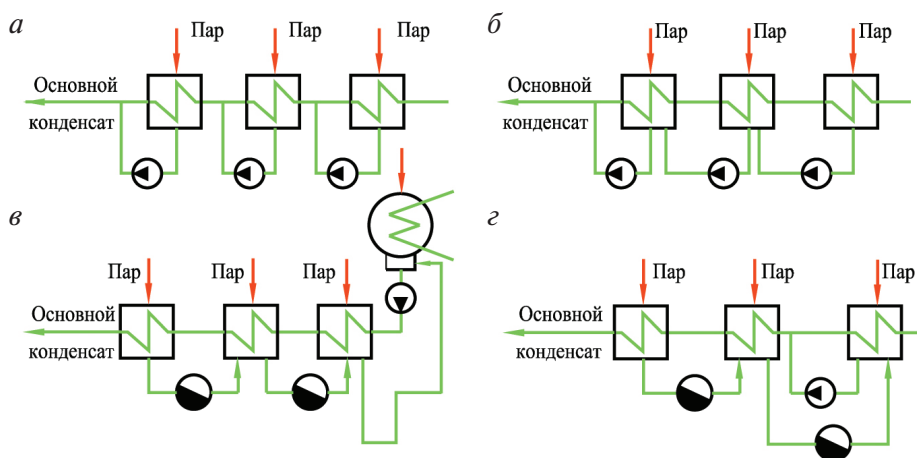 а
Пар
Пар
Пар
Основной
конденсат
б
Пар
Пар
Пар
Основной
конденсат
в
Пар
Пар
Пар
Основной
конденсат
г
Пар
Пар
Пар
Основной
конденсат